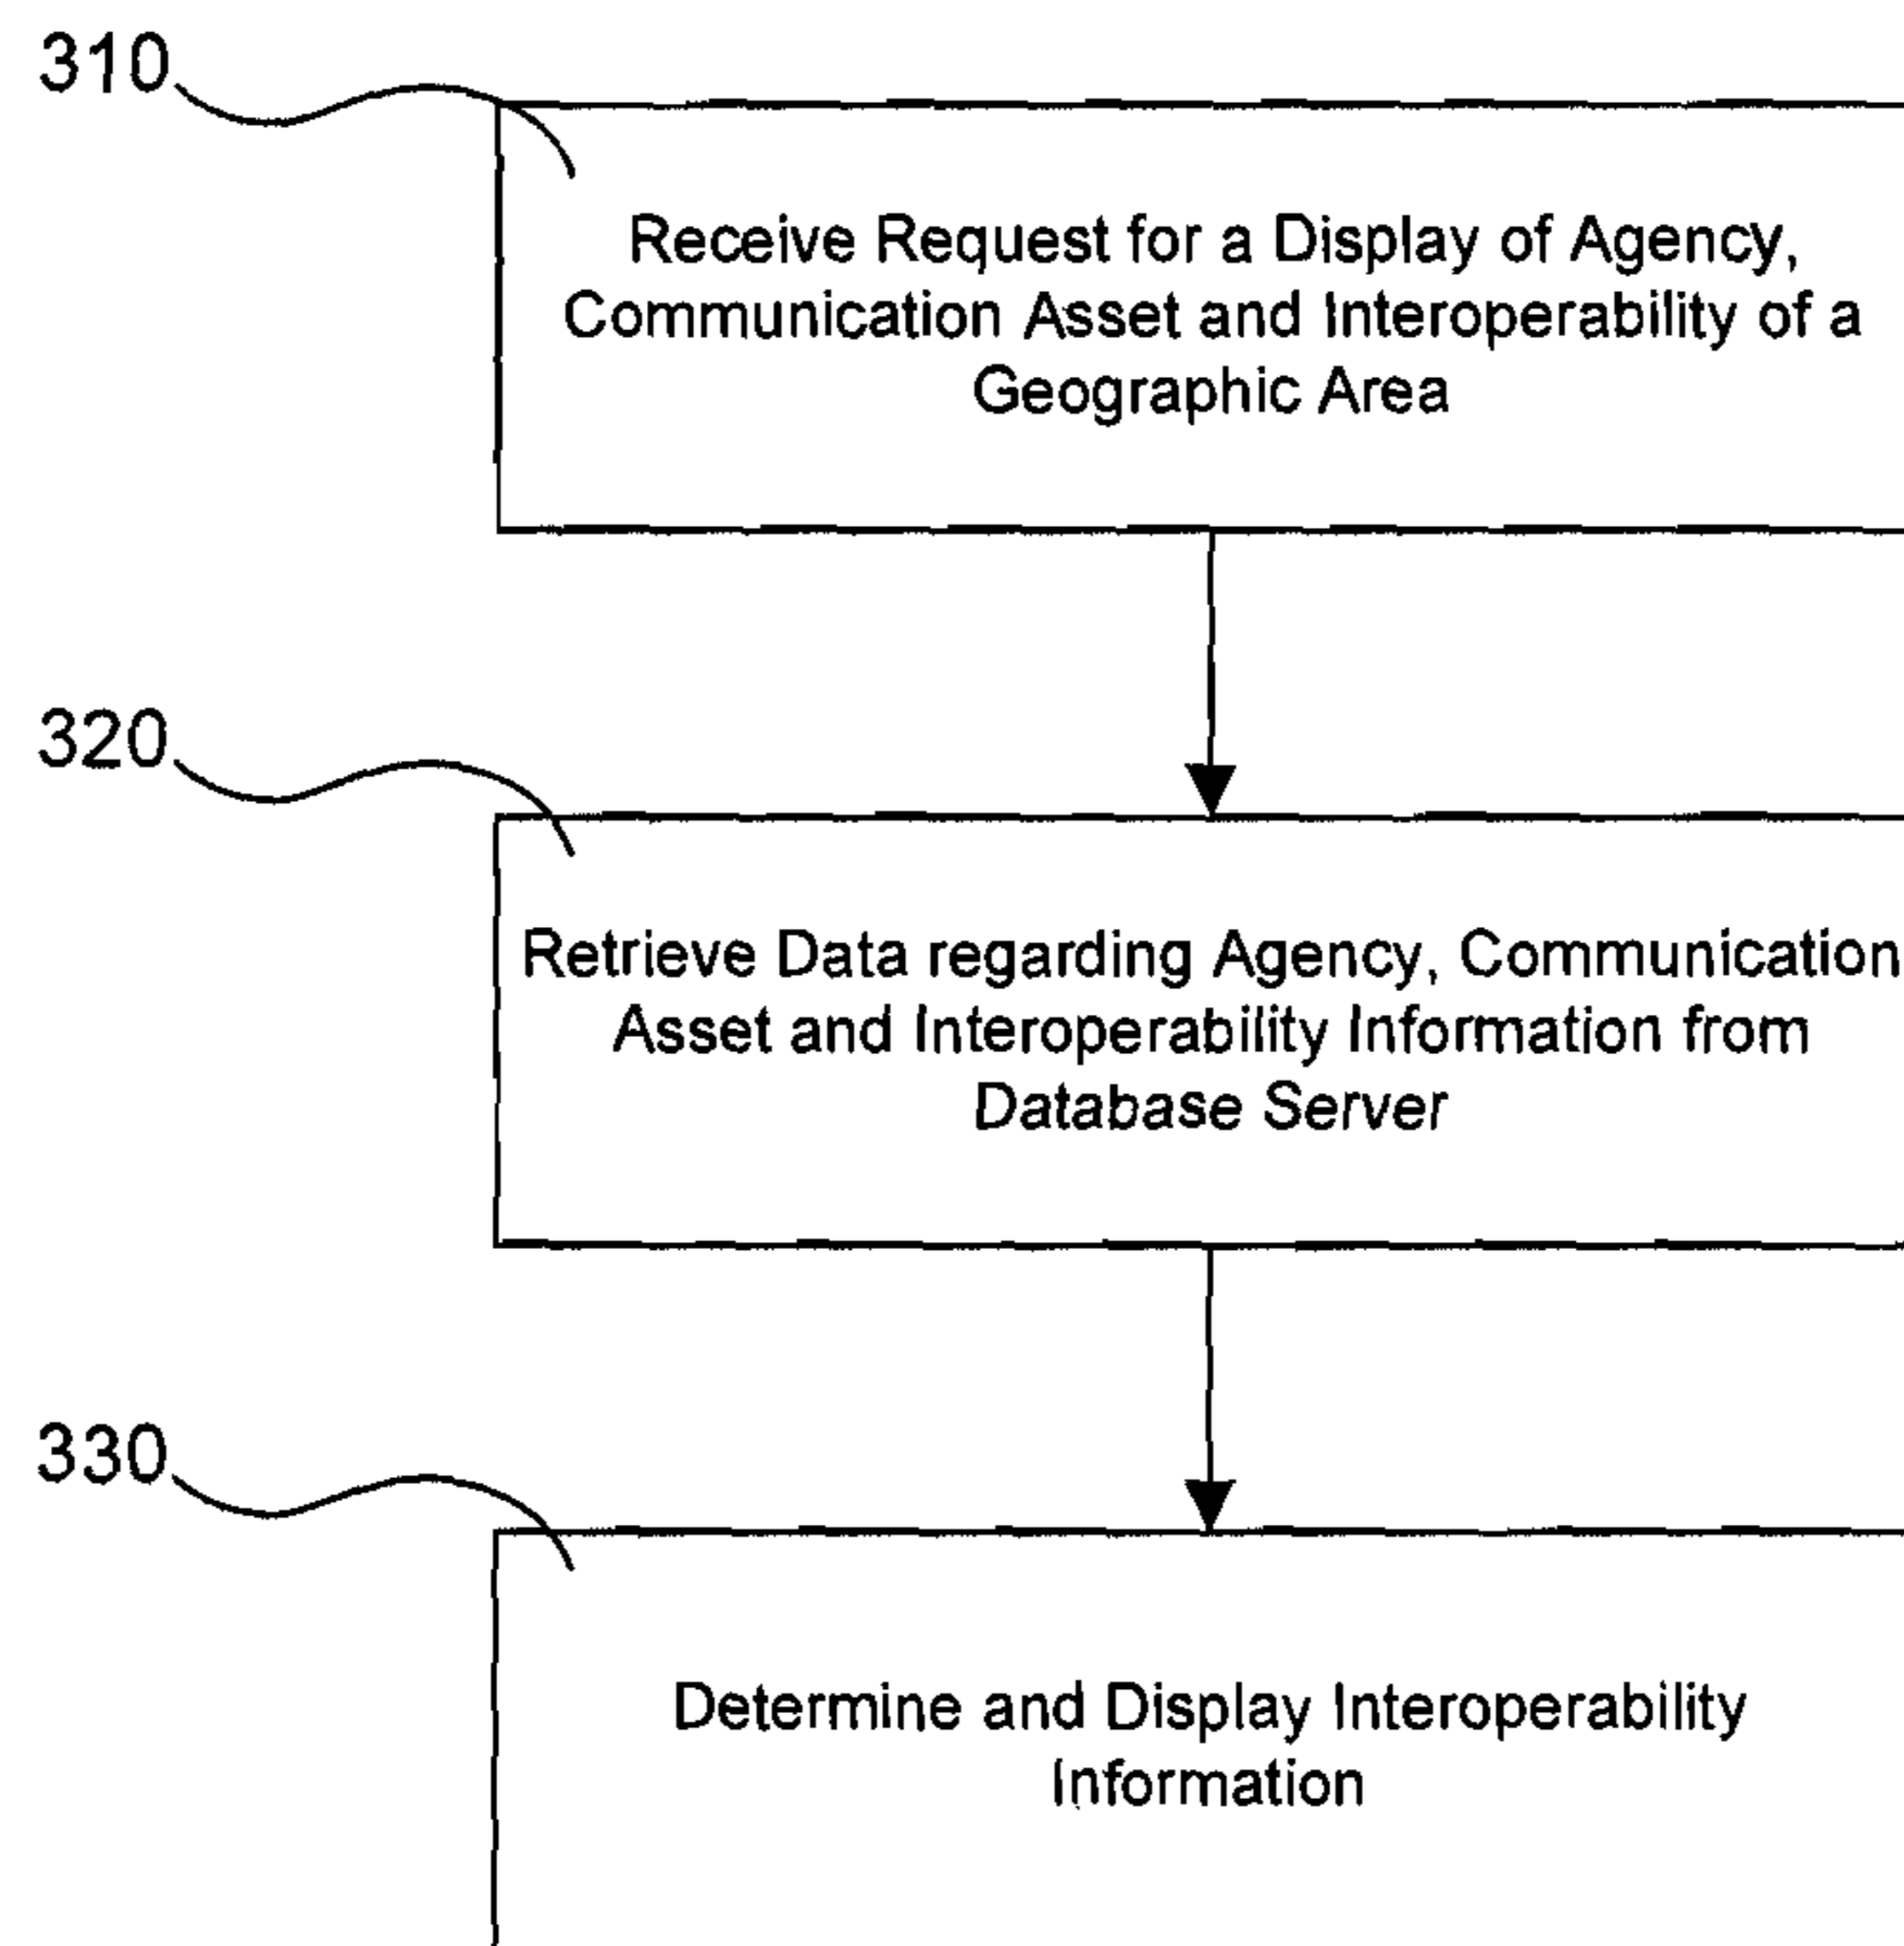 310
Receive Request for a Display of Agency,
Communication Asset and Interoperability of a
Geographic Area
320
Retrieve Data regarding Agency, Communication
Asset and Interoperability Information from
Database Server
330
Determine and Display Interoperability
Information